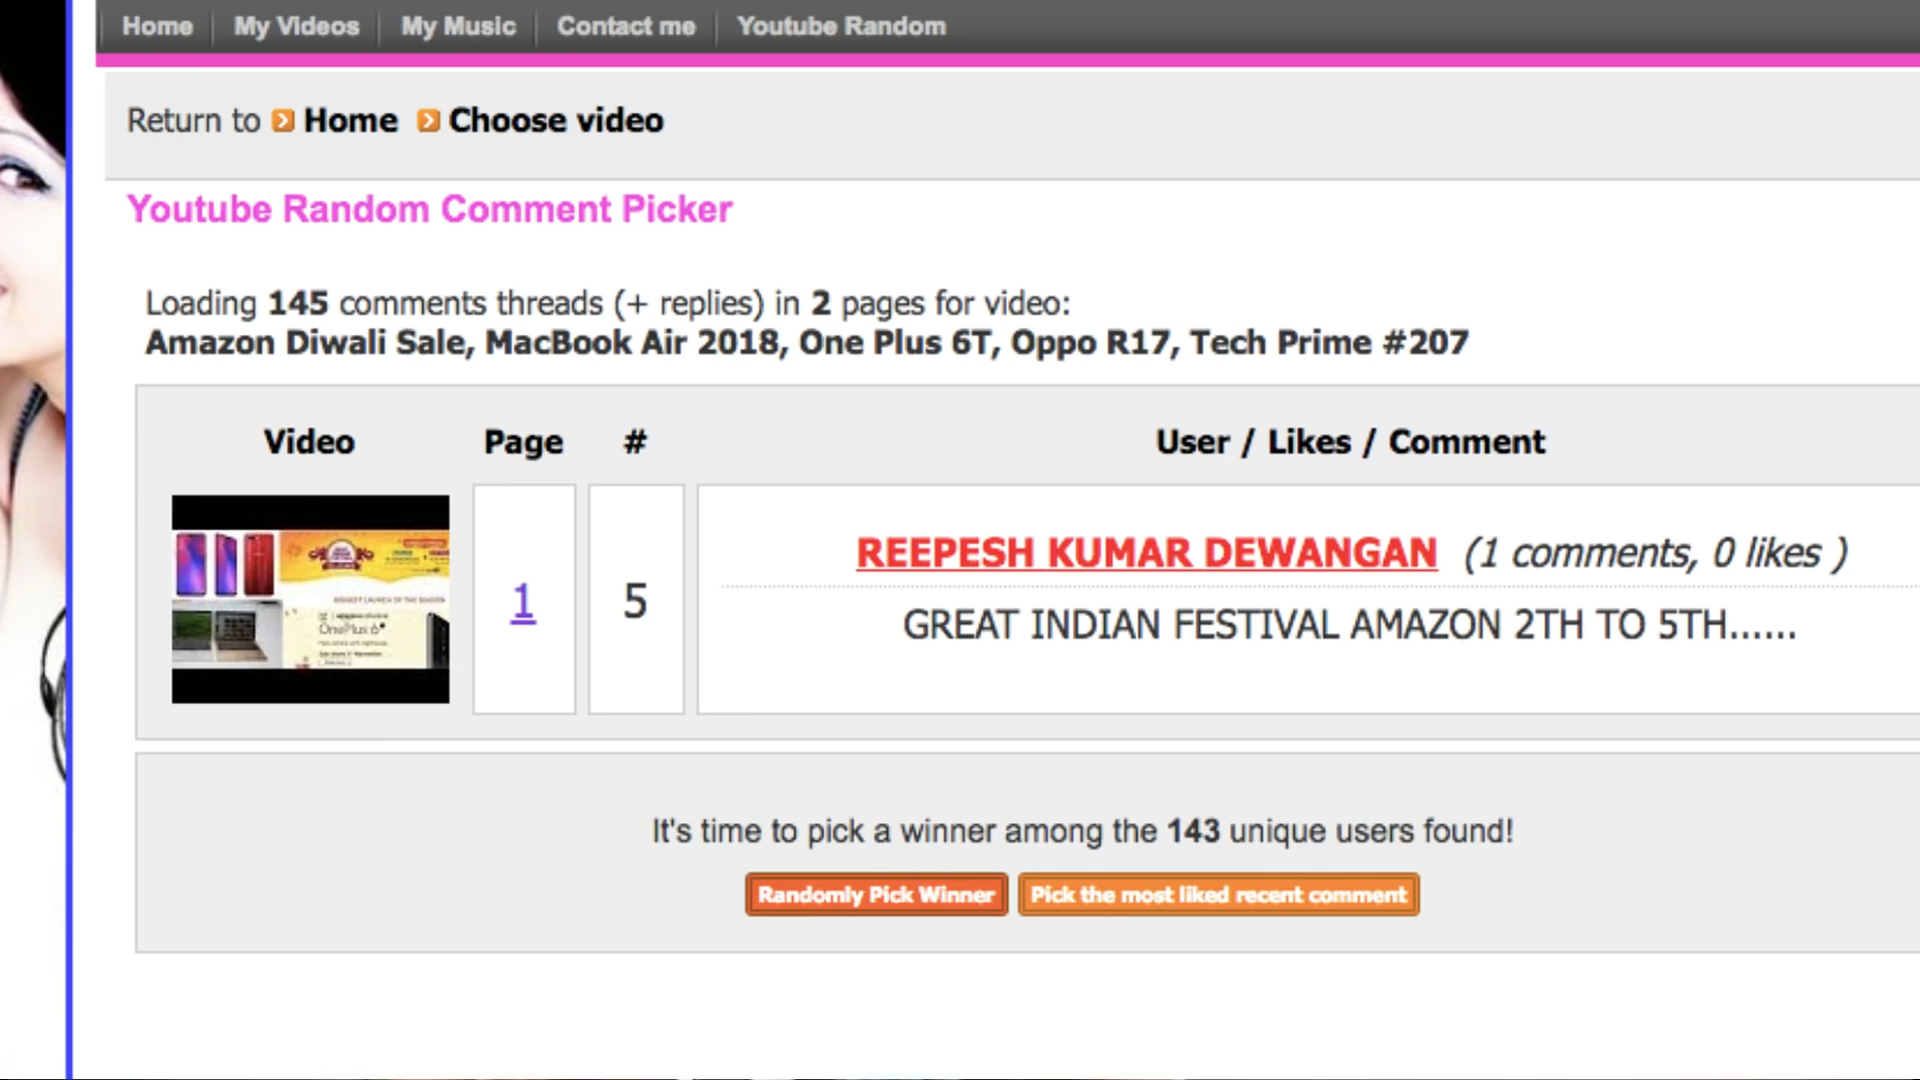 Home My Videos My Music Contact me Youtube Random
Return to Home Choose video
Youtube Random Comment Picker
Loading 145 comments threads (+ replies) in 2 pages for video:
Amazon Diwali Sale, MacBook Air 2018, One Plus 6T, Oppo R17, Tech Prime #207
Video Page # User / Likes / Comment
REEPESH KUMAR DEWANGAN (1 comments, 0 likes )
1 5
GREAT INDIAN FESTIVAL AMAZON 2TH TO 5TH......
OnePlus 6
It's time to pick a winner among the 143 unique users found!
Randomly Pick Winner Pick the most liked recent comment